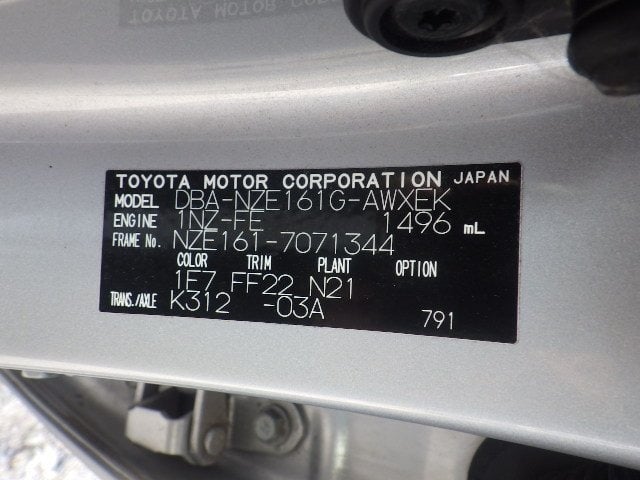 TOYOTA MOTOR CORPORATION JAPAN
MODEL DBA-NZE161G-AWXEK
ENGINE 1NZ-FE 1496 mL
FRAME No. NZE161-7071344
COLOR TRIM PLANT OPTION
1E7 FF22 N21
TRANS./AXLE K312 -03A
791